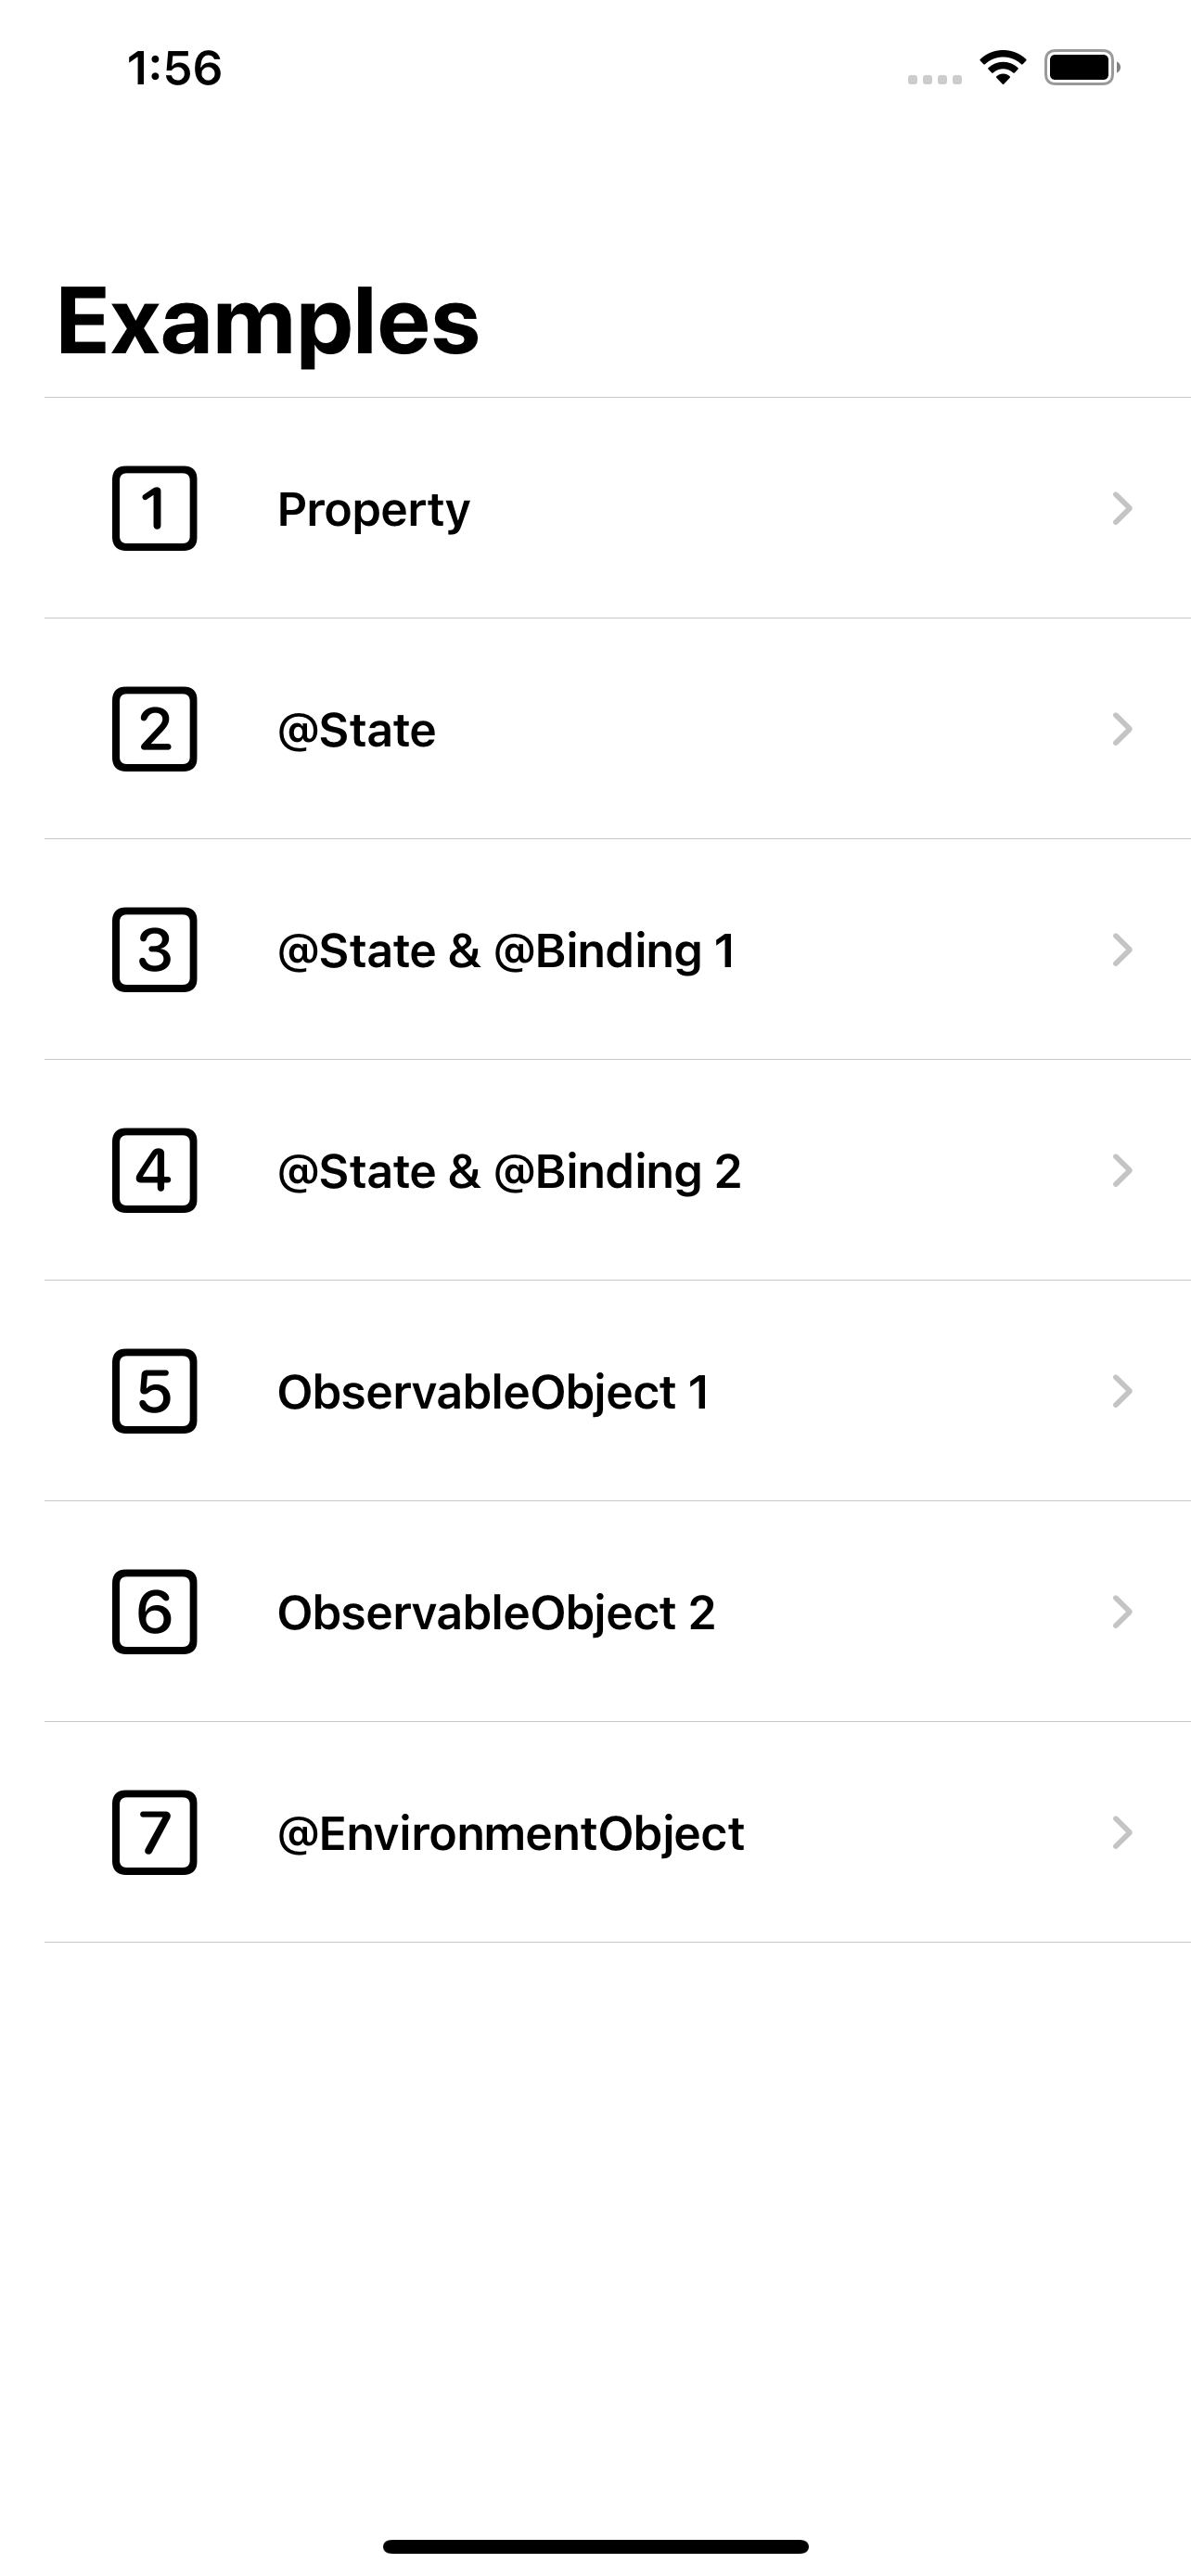 1:56
Examples
1 Property
2 @State
3 @State & @Binding 1
4 @State & @Binding 2
5 ObservableObject 1
6 ObservableObject 2
7 @EnvironmentObject